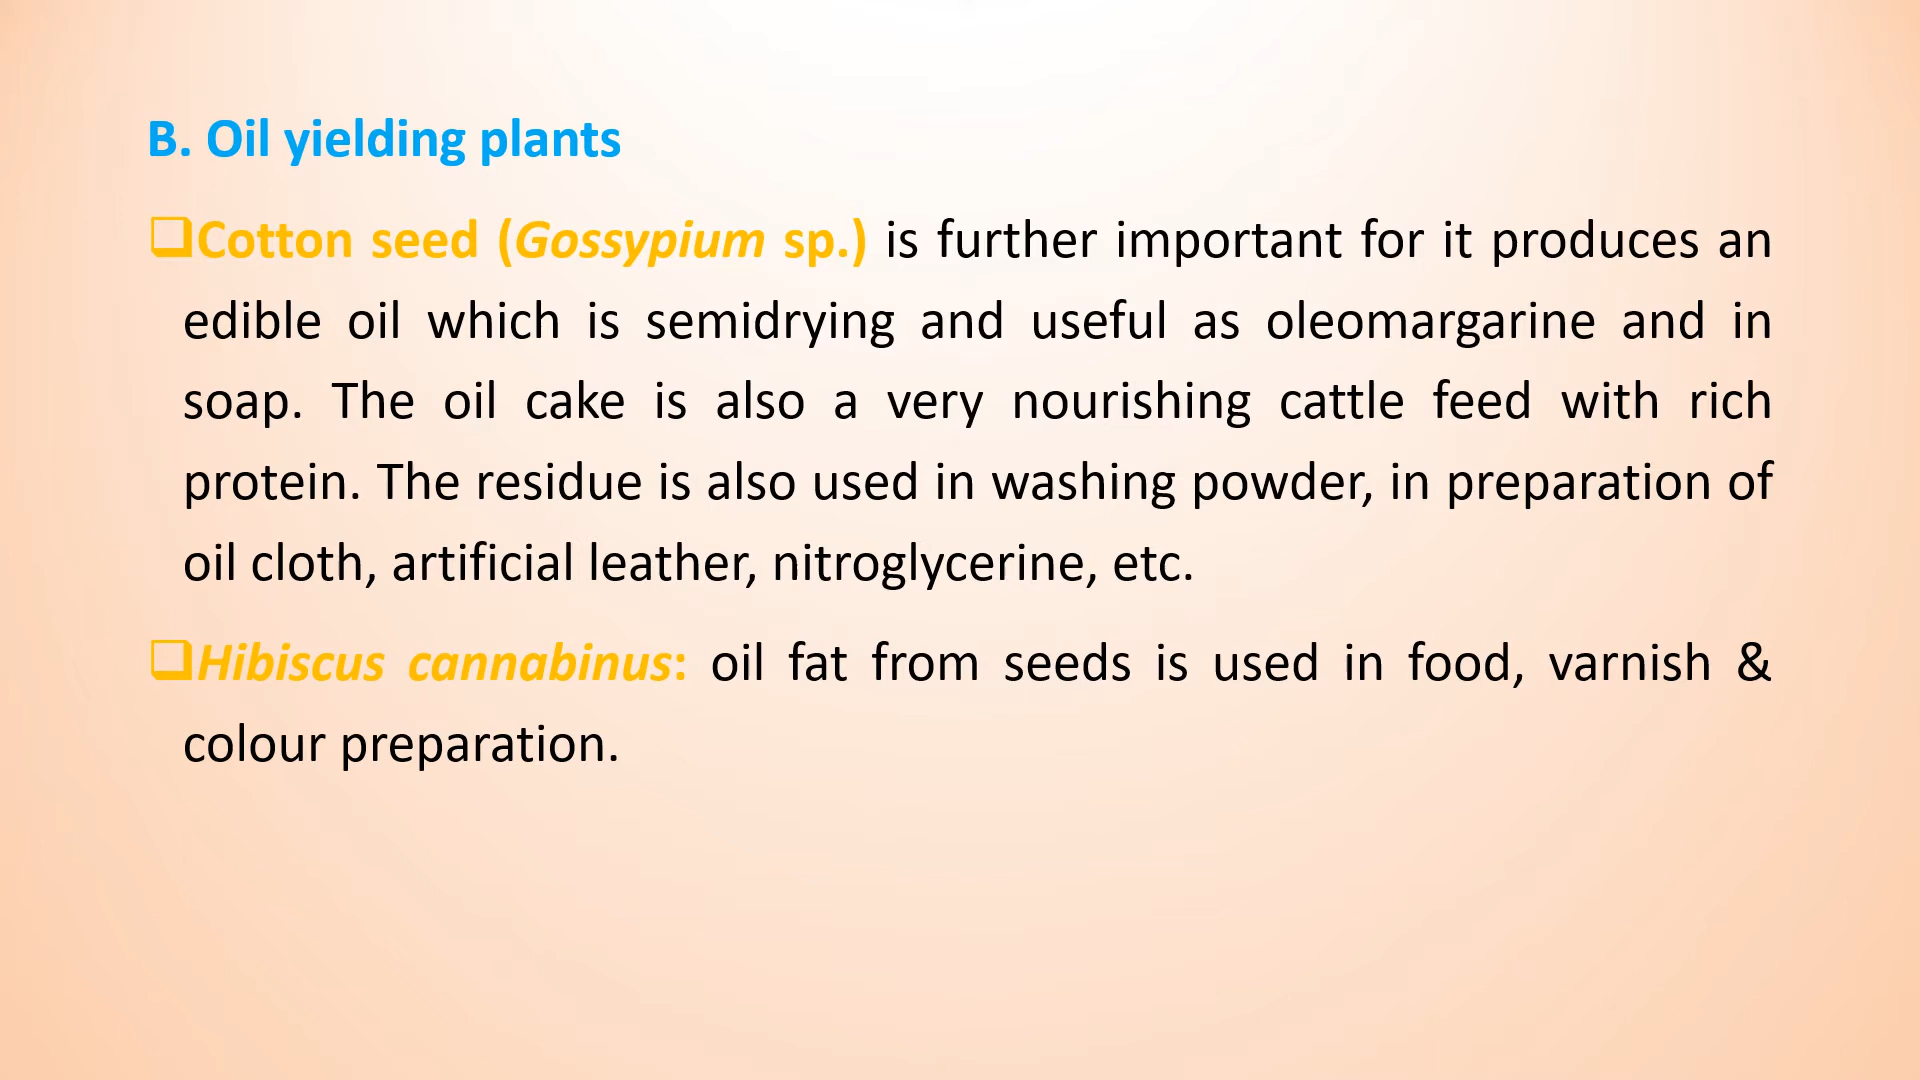 B. Oil yielding plants
❑Cotton seed (Gossypium sp.) is further important for it produces an
edible oil which is semidrying and useful as oleomargarine and in
soap. The oil cake is also a very nourishing cattle feed with rich
protein. The residue is also used in washing powder, in preparation of
oil cloth, artificial leather, nitroglycerine, etc.
❑Hibiscus cannabinus: oil fat from seeds is used in food, varnish &
colour preparation.